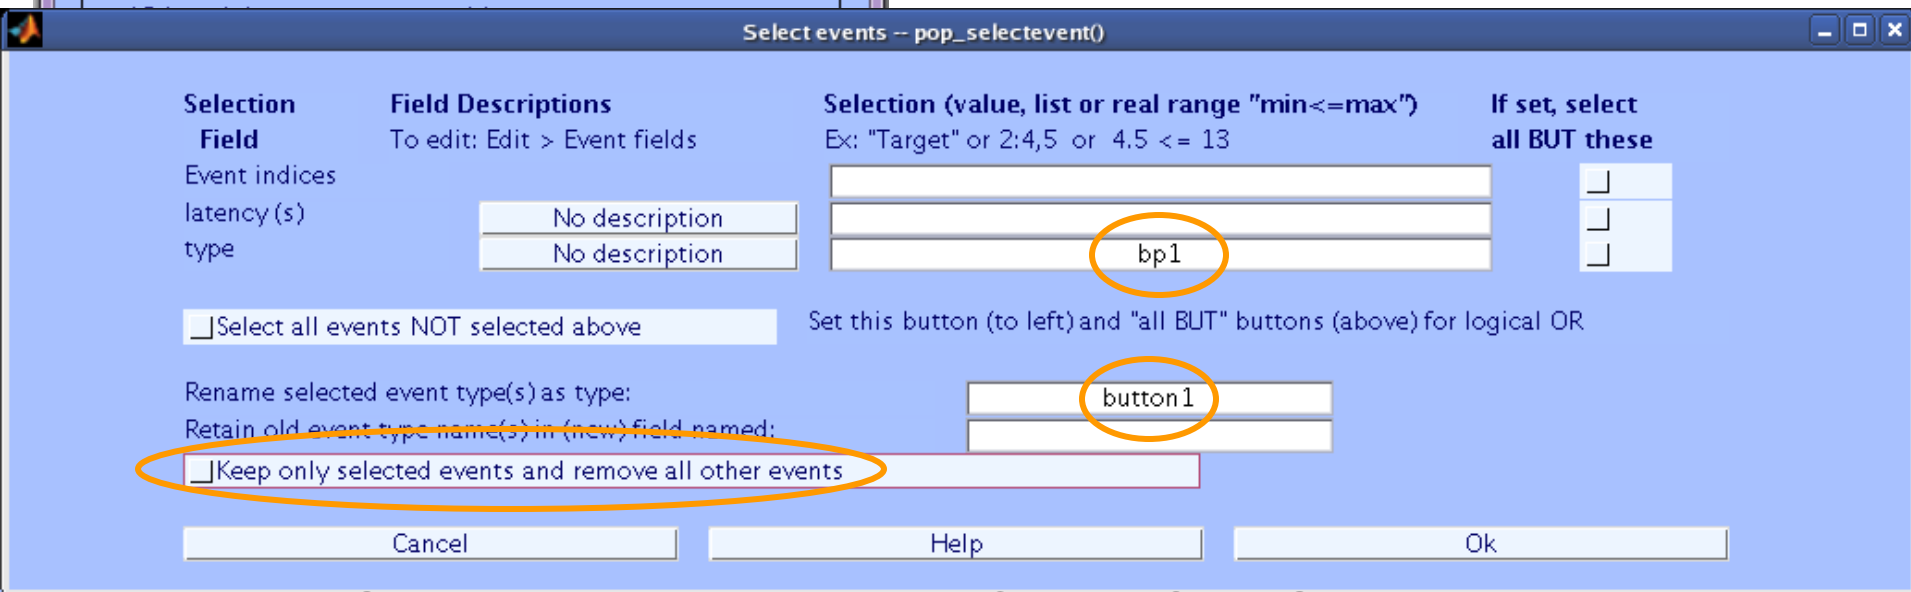 Select events -- pop_selectevent()
Selection Field Descriptions Selection (value, list or real range "min<=max") If set, select
Field To edit: Edit > Event fields Ex: "Target" or 2:4,5 or 4.5 <= 13 all BUT these
Event indices
latency (s) No description
type No description bp1
Select all events NOT selected above Set this button (to left) and "all BUT" buttons (above) for logical OR
Rename selected event type(s) as type: button1
Retain old event type name(s) in (new) field named:
Keep only selected events and remove all other events
Cancel Help Ok